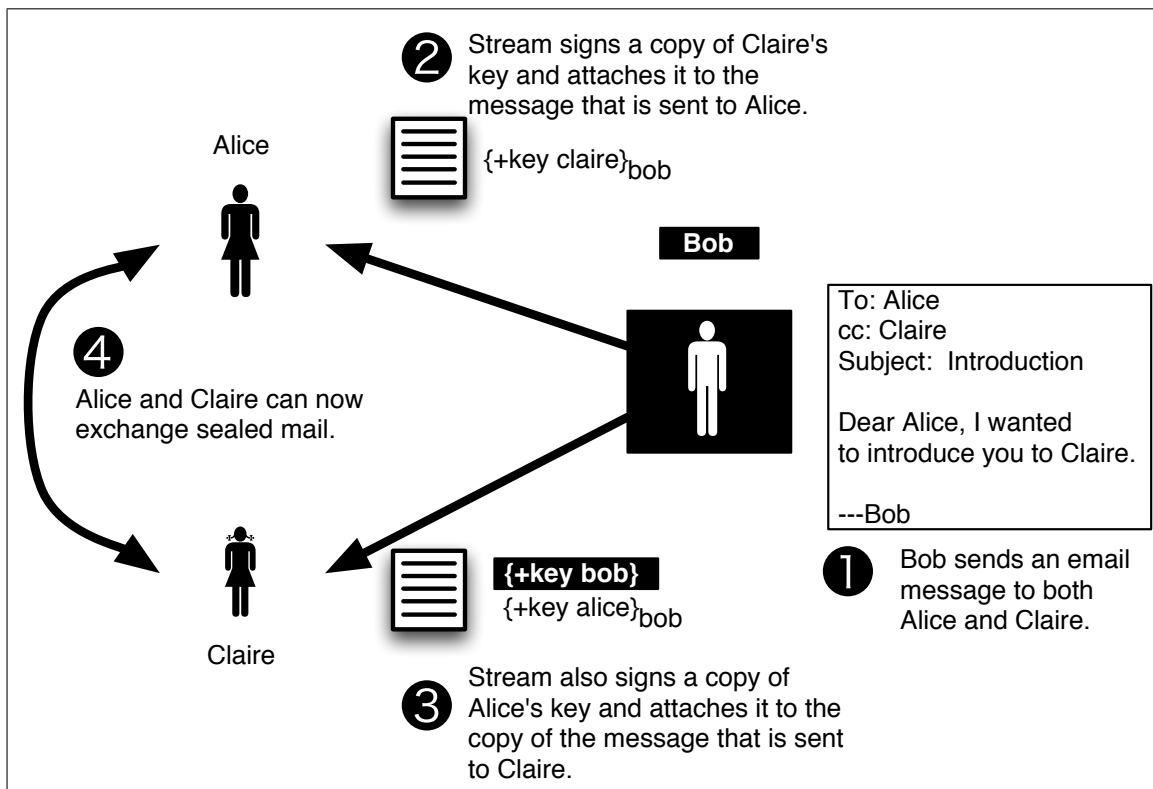 ❷ Stream signs a copy of Claire's
key and attaches it to the
message that is sent to Alice.
Alice
{+key claire}bob
Bob
To: Alice
cc: Claire
Subject:  Introduction
Dear Alice, I wanted
to introduce you to Claire.
---Bob
❹
Alice and Claire can now
exchange sealed mail.
❶ Bob sends an email
message to both
Alice and Claire.
{+key bob}
{+key alice}bob
Claire
❸ Stream also signs a copy of
Alice's key and attaches it to the
copy of the message that is sent
to Claire.